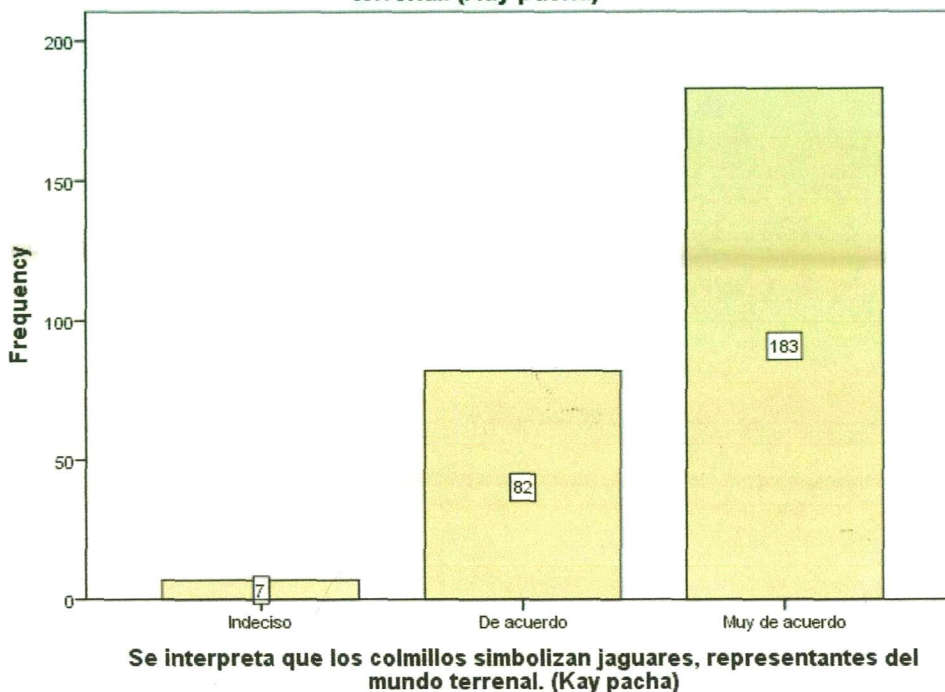 200
150
100
50
0
Frequency
7
82
183
Indeciso
De acuerdo
Muy de acuerdo
Se interpreta que los colmillos simbolizan jaguares, representantes del
mundo terrenal. (Kay pacha)